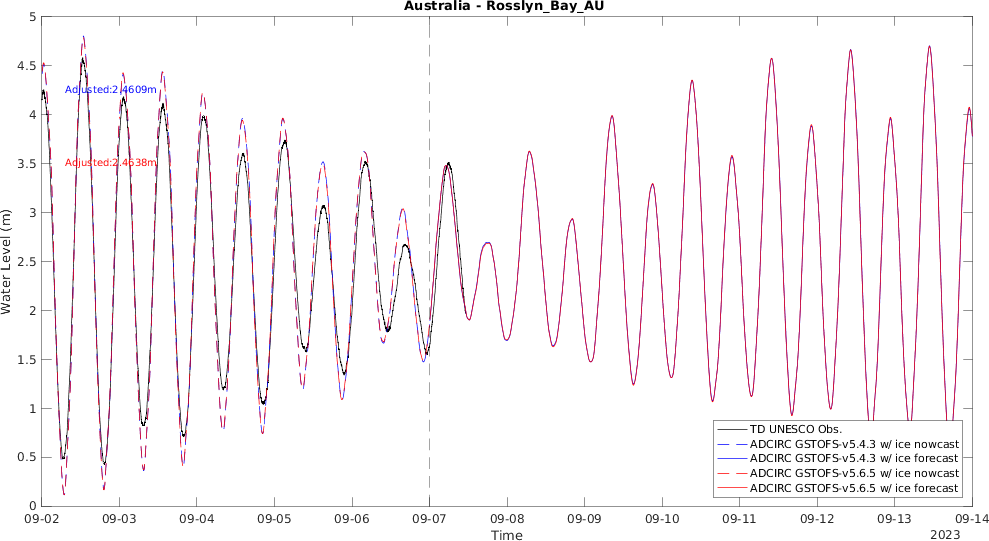 Australia - Rosslyn_Bay_AU
5
4.5
4
3.5
3
2.5
2
1.5
1
0.5
0
Water Level (m)
Adjusted:2.4609m
Adjusted:2.4638m
TD UNESCO Obs.
ADCIRC GSTOFS-v5.4.3 w/ ice nowcast
ADCIRC GSTOFS-v5.4.3 w/ ice forecast
ADCIRC GSTOFS-v5.6.5 w/ ice nowcast
ADCIRC GSTOFS-v5.6.5 w/ ice forecast
09-02 09-03 09-04 09-05 09-06 09-07 09-08 09-09 09-10 09-11 09-12 09-13 09-14
Time
2023